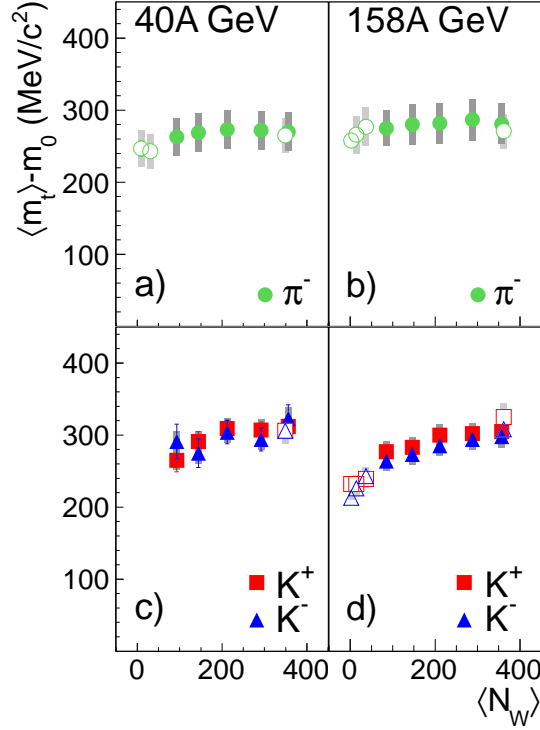 40A GeV
158A GeV
⟨m_t⟩-m_0 (MeV/c^2)
400
300
200
100
a)
π^-
b)
π^-
400
300
200
100
c)
K^+
K^-
d)
K^+
K^-
0
200
400
0
200
400
⟨N_W⟩